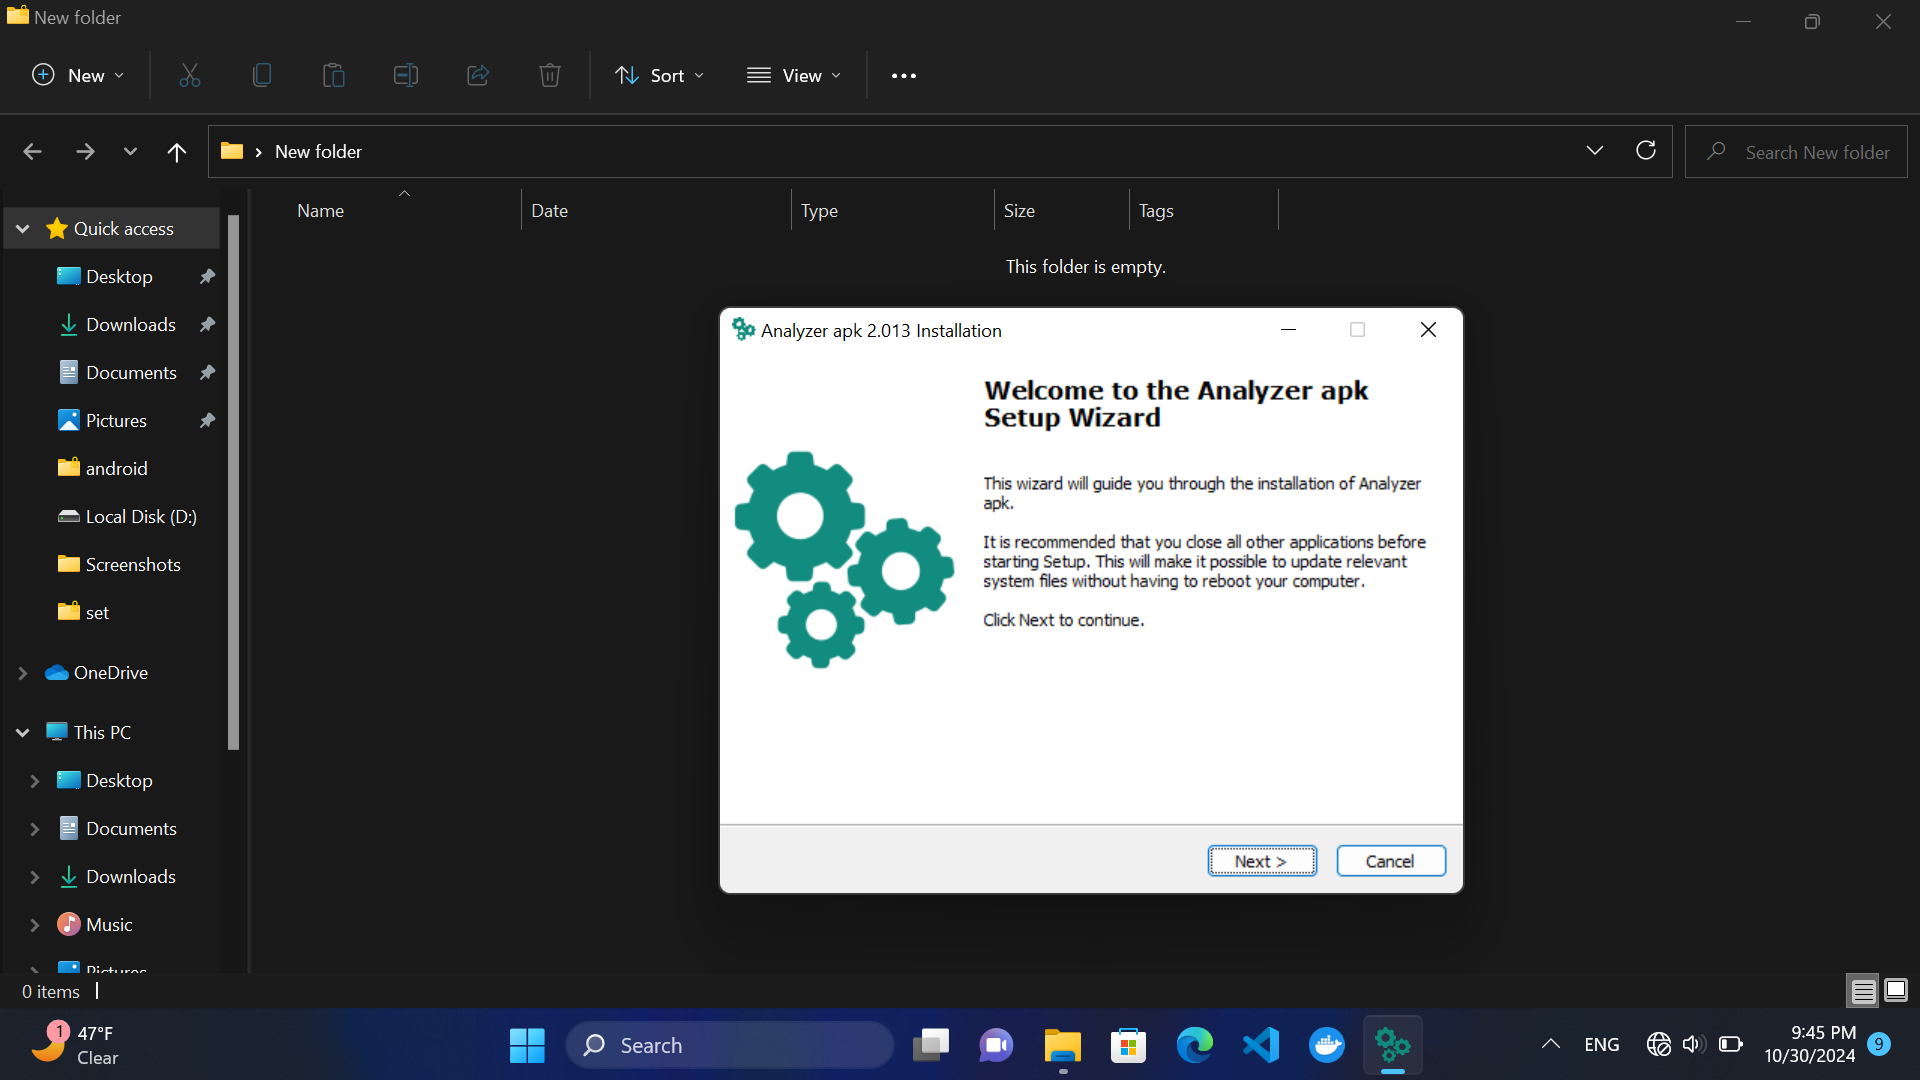 New folder
New
Sort
View
New folder
Search New folder
Name
Date
Type
Size
Tags
This folder is empty.
Quick access
Desktop
Downloads
Documents
Pictures
android
Local Disk (D:)
Screenshots
set
OneDrive
This PC
Desktop
Documents
Downloads
Music
Pictures
0 items
Analyzer apk 2.013 Installation
Welcome to the Analyzer apk
Setup Wizard
This wizard will guide you through the installation of Analyzer
apk.
It is recommended that you close all other applications before
starting Setup. This will make it possible to update relevant
system files without having to reboot your computer.
Click Next to continue.
Next >
Cancel
1
47°F
Clear
Search
ENG
9:45 PM
10/30/2024
9